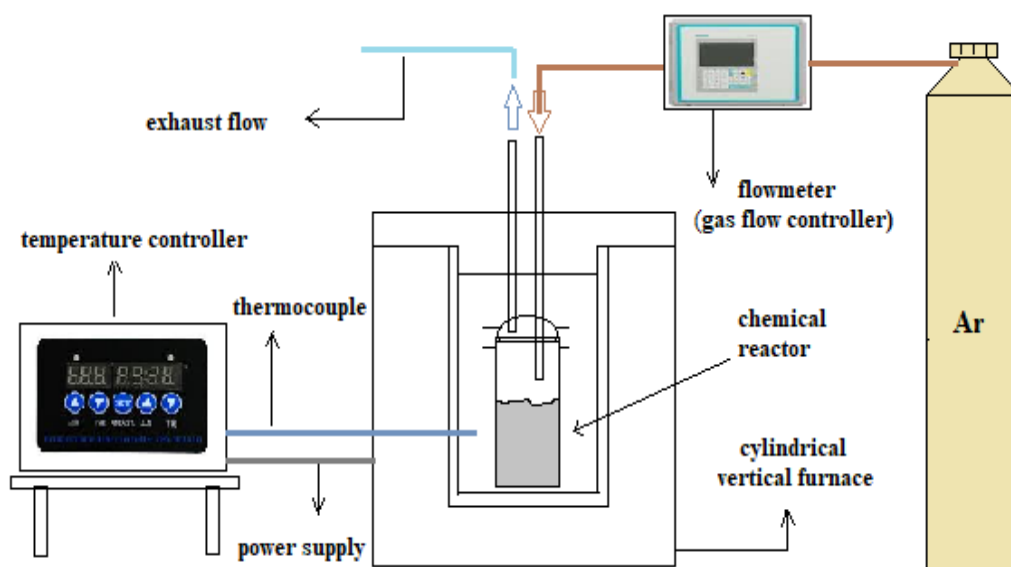 exhaust flow
flowmeter
(gas flow controller)
temperature controller
thermocouple
chemical
reactor
Ar
cylindrical
vertical furnace
power supply